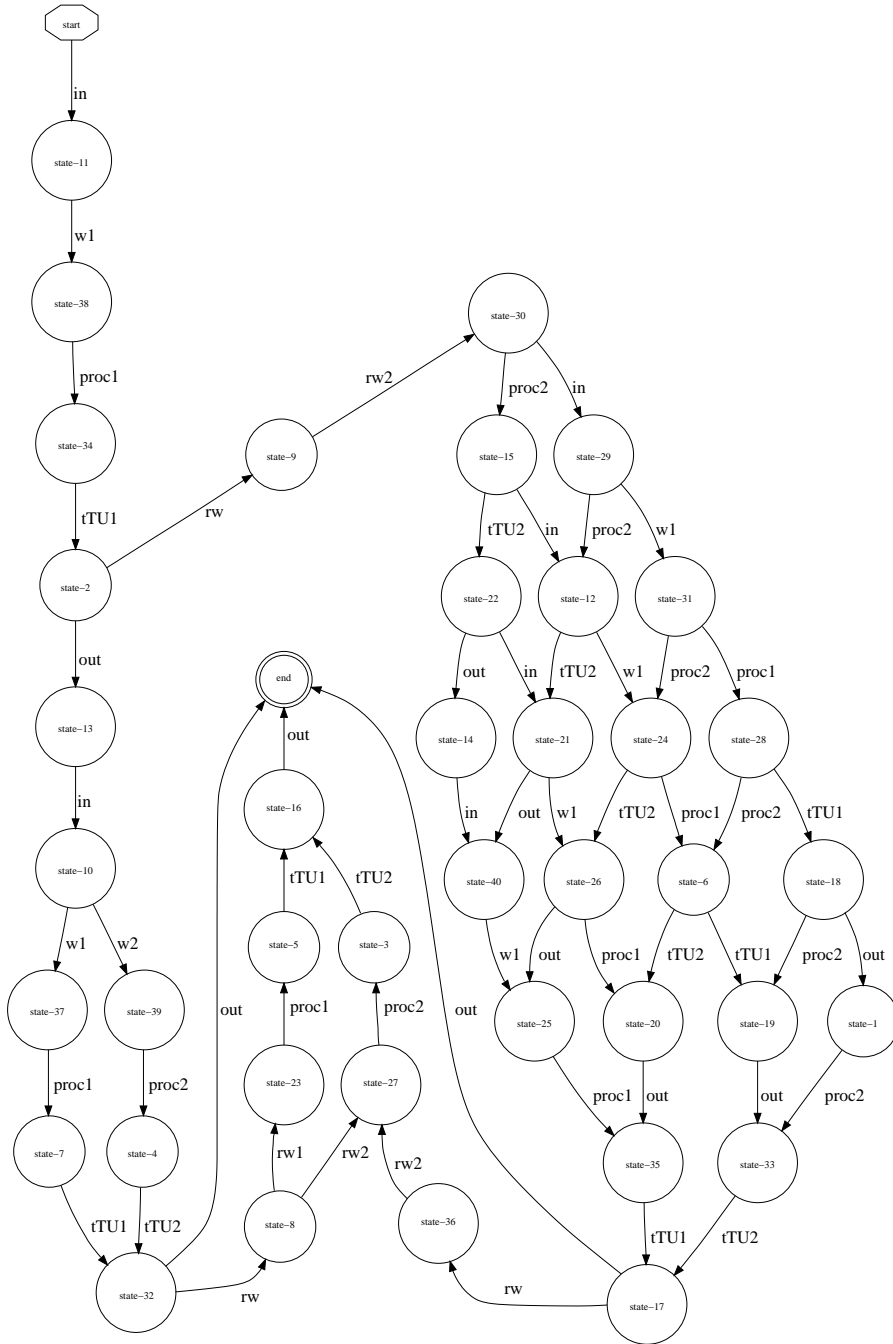 start
in
state-11
w1
state-38
state-30
proc1
proc2
in
rw2
state-34
state-9
state-15
state-29
tTU1
rw
tTU2
in
proc2
w1
state-2
state-22
state-12
state-31
out
out
in
tTU2
w1
proc2
proc1
end
state-13
state-14
state-21
state-24
state-28
out
in
state-16
in
out
w1
tTU2
proc1
proc2
tTU1
state-10
tTU1
tTU2
state-40
state-26
state-6
state-18
w1
w2
state-5
state-3
w1
out
proc1
tTU2
tTU1
proc2
out
state-37
state-39
out
proc1
proc2
out
state-25
state-20
state-19
state-1
proc1
proc2
state-23
state-27
proc1
out
out
proc2
state-7
state-4
rw1
rw2
rw2
state-35
state-33
tTU1
tTU2
state-8
state-36
tTU1
tTU2
state-32
rw
rw
state-17